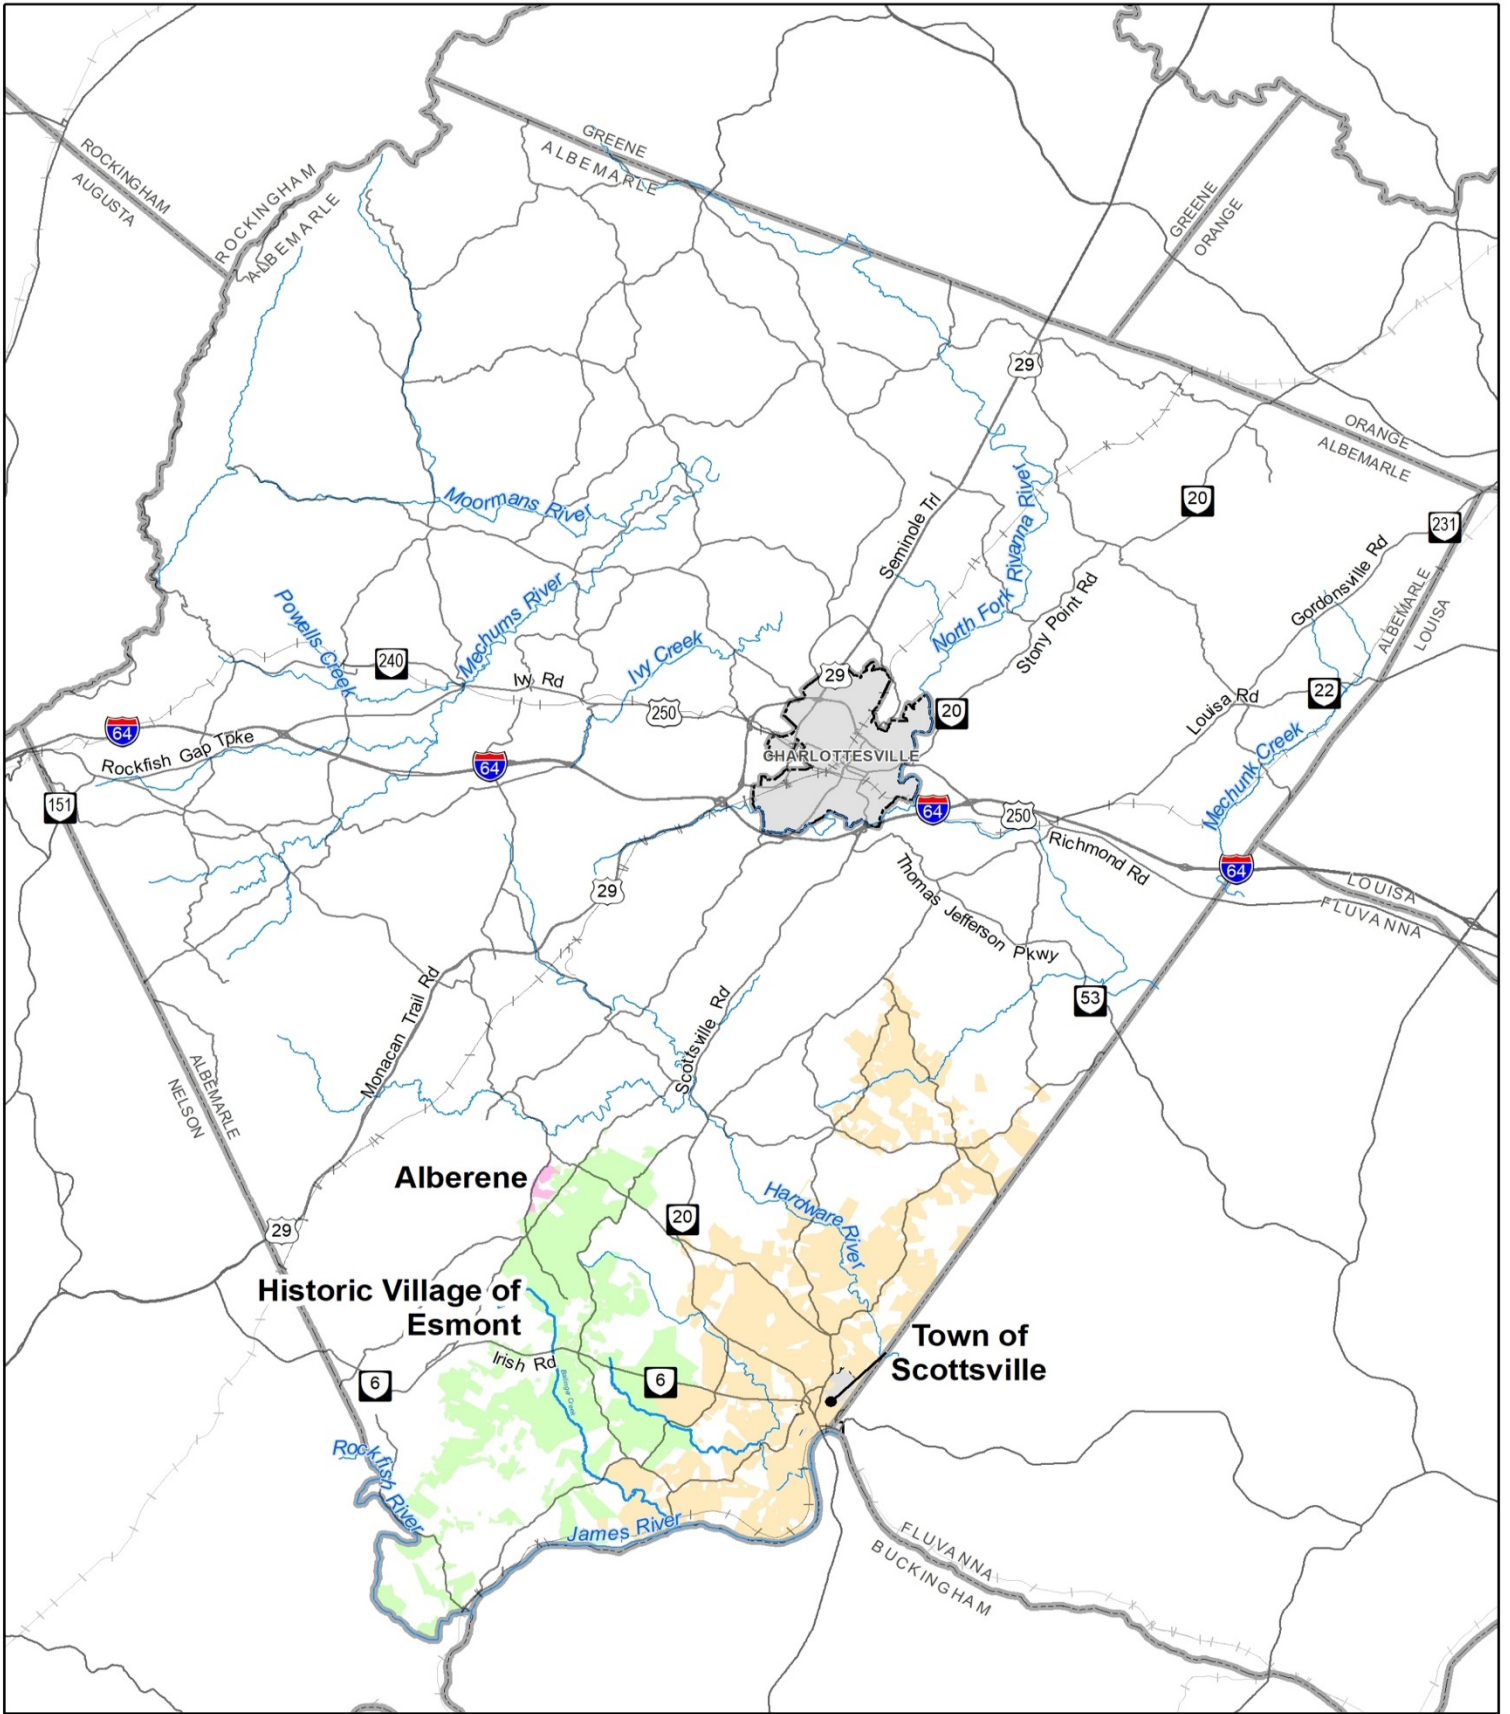 GREENE
ALBEMARLE
ROCKINGHAM
AUGUSTA
ROCKINGHAM
ALBEMARLE
GREENE
ORANGE
29
ORANGE
ALBEMARLE
Moormans River
Seminole Trl
North Fork Rivanna River
20
231
Gordonsville Rd
ALBEMARLE
LOUISA
Powells Creek
Mechums River
Ivy Creek
Stony Point Rd
240
Ivy Rd
250
29
20
22
Louisa Rd
Mechunk Creek
64
Rockfish Gap Tpke
64
CHARLOTTESVILLE
151
64
250
Richmond Rd
64
LOUISA
FLUVANNA
29
Thomas Jefferson Pkwy
53
Monacan Trail Rd
Scottsville Rd
ALBEMARLE
NELSON
Alberene
20
Hardware River
29
Historic Village of
Esmont
Irish Rd
Ballinger Creek
6
6
Town of
Scottsville
Rockfish River
James River
FLUVANNA
BUCKINGHAM